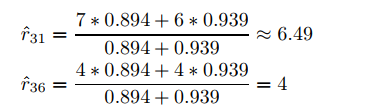 r̂₃₁ = (7 * 0.894 + 6 * 0.939) / (0.894 + 0.939) ≈ 6.49
r̂₃₆ = (4 * 0.894 + 4 * 0.939) / (0.894 + 0.939) = 4